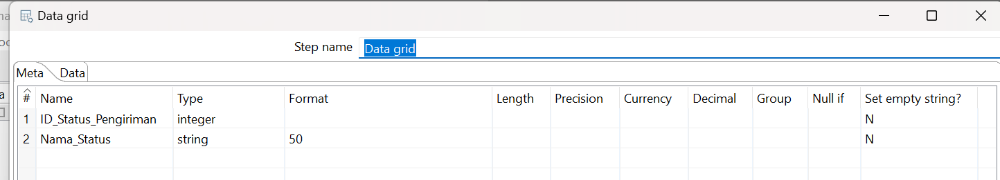 Data grid
Step name Data grid
Meta Data
# Name Type Format Length Precision Currency Decimal Group Null if Set empty string?
1 ID_Status_Pengiriman integer N
2 Nama_Status string 50 N